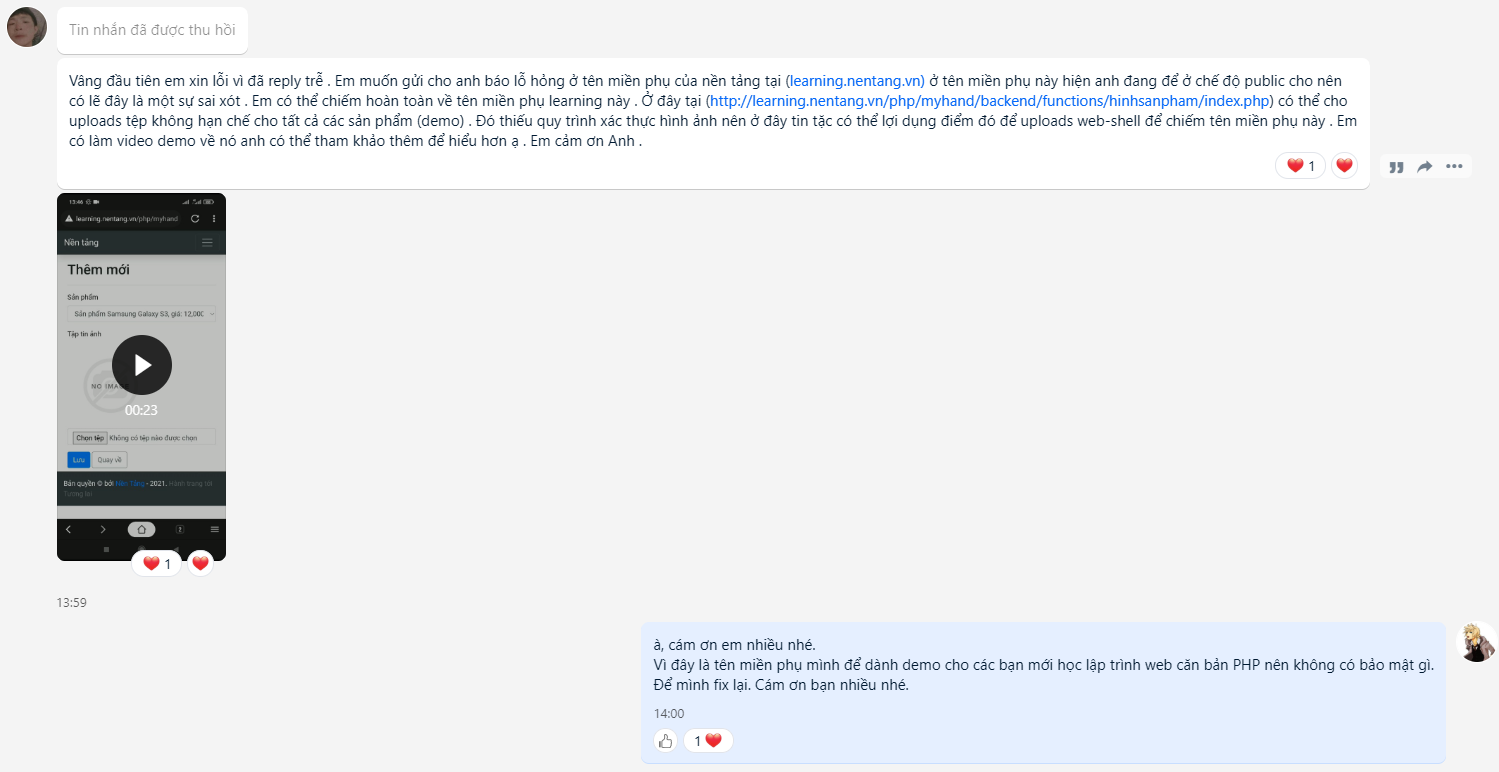 Tin nhắn đã được thu hồi
Vâng đầu tiên em xin lỗi vì đã reply trễ . Em muốn gửi cho anh báo lỗ hỏng ở tên miền phụ của nền tảng tại (learning.nentang.vn) ở tên miền phụ này hiện anh đang để ở chế độ public cho nên
có lẽ đây là một sự sai xót . Em có thể chiếm hoàn toàn về tên miền phụ learning này . Ở đây tại (http://learning.nentang.vn/php/myhand/backend/functions/hinhsanpham/index.php) có thể cho
uploads tệp không hạn chế cho tất cả các sản phẩm (demo) . Đó thiếu quy trình xác thực hình ảnh nên ở đây tin tặc có thể lợi dụng điểm đó để uploads web-shell để chiếm tên miền phụ này . Em
có làm video demo về nó anh có thể tham khảo thêm để hiểu hơn ạ . Em cảm ơn Anh .
1
13:46
learning.nentang.vn/php/myhand
Nền tảng
Thêm mới
Sản phẩm
Sản phẩm Samsung Galaxy S3, giá: 12,000
Tập tin ảnh
NO IMAGE
00:23
Chọn tệp Không có tệp nào được chọn
Lưu Quay về
Bản quyền © bởi Nền Tảng - 2021. Hành trang tới
Tương lai
2
1
13:59
à, cám ơn em nhiều nhé.
Vì đây là tên miền phụ mình để dành demo cho các bạn mới học lập trình web căn bản PHP nên không có bảo mật gì.
Để mình fix lại. Cám ơn bạn nhiều nhé.
14:00
1